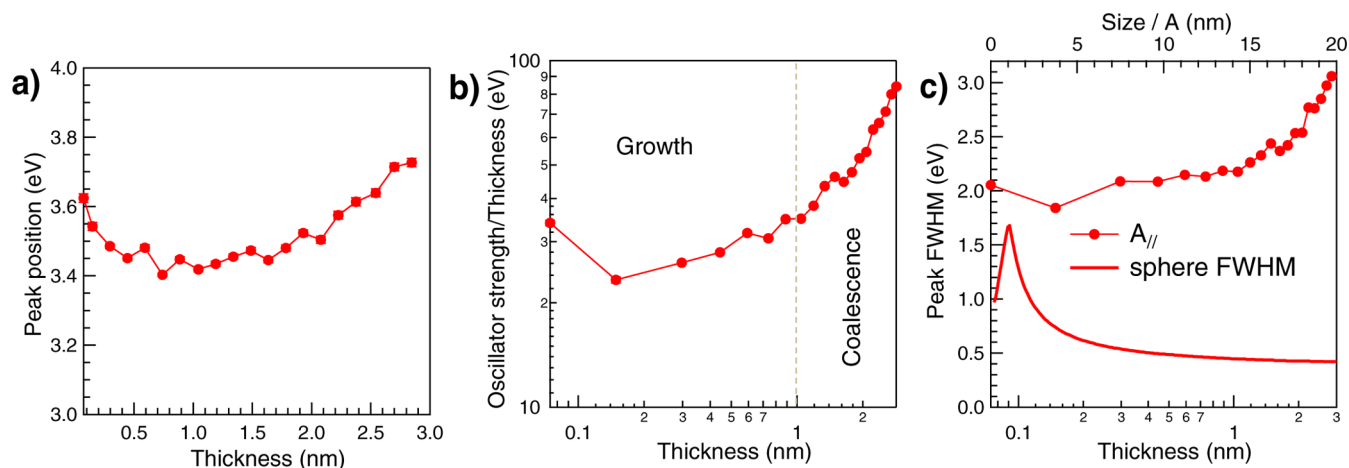 a)
Peak position (eV)
4.0
3.8
3.6
3.4
3.2
3.0
0.5 1.0 1.5 2.0 2.5 3.0
Thickness (nm)
b)
Oscillator strength/Thickness (eV)
100
9
8
7
6
5
4
3
2
10
Growth
Coalescence
0.1 2 3 4 5 6 7 1 2
Thickness (nm)
c)
Size / A (nm)
0 5 10 15 20
Peak FWHM (eV)
3.0
2.5
2.0
1.5
1.0
0.5
0.0
A//
sphere FWHM
0.1 2 3 4 5 6 7 1 2 3
Thickness (nm)